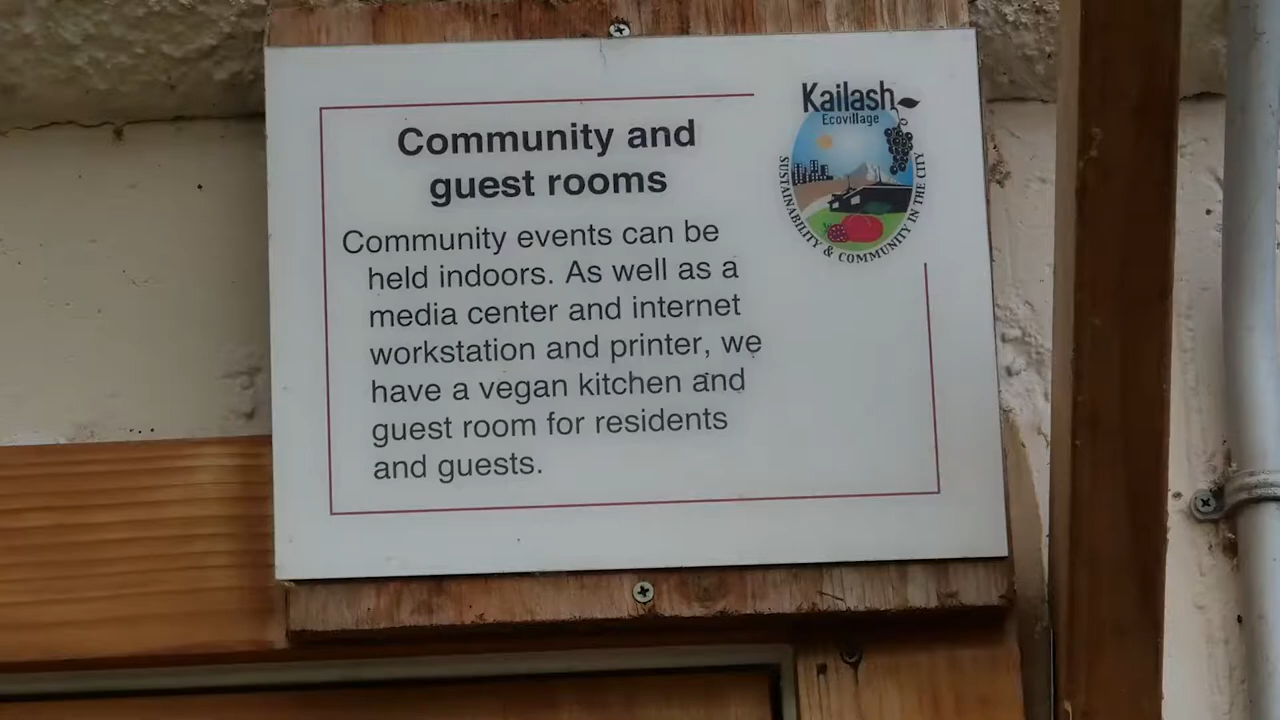 Kailash
Ecovillage
SUSTAINABILITY & COMMUNITY IN THE CITY
Community and
guest rooms
Community events can be
held indoors. As well as a
media center and internet
workstation and printer, we
have a vegan kitchen and
guest room for residents
and guests.